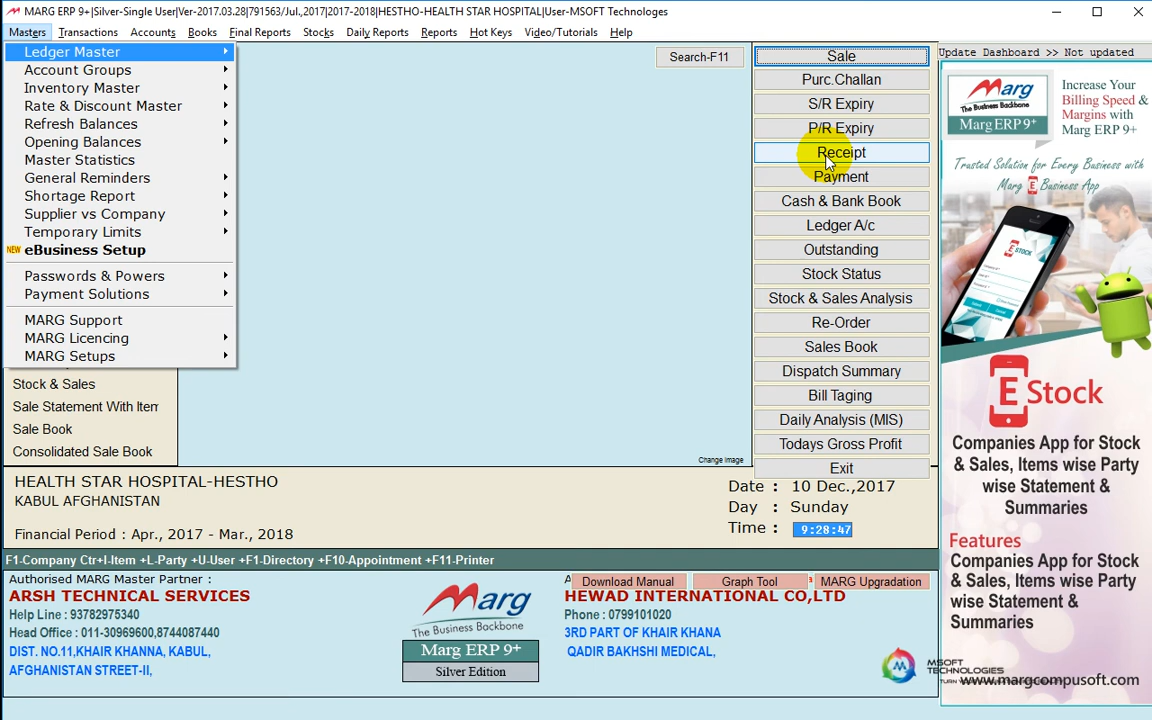 MARG ERP 9+|Silver-Single User|Ver-2017.03.28|791563/Jul.,2017|2017-2018|HESTHO-HEALTH STAR HOSPITAL|User-MSOFT Technologes
Masters Transactions Accounts Books Final Reports Stocks Daily Reports Reports Hot Keys Video/Tutorials Help
Ledger Master
Account Groups
Inventory Master
Rate & Discount Master
Refresh Balances
Opening Balances
Master Statistics
General Reminders
Shortage Report
Supplier vs Company
Temporary Limits
NEW eBusiness Setup
Passwords & Powers
Payment Solutions
MARG Support
MARG Licencing
MARG Setups
Stock & Sales
Sale Statement With Item
Sale Book
Consolidated Sale Book
Search-F11
Change Image
Sale
Purc.Challan
S/R Expiry
P/R Expiry
Receipt
Payment
Cash & Bank Book
Ledger A/c
Outstanding
Stock Status
Stock & Sales Analysis
Re-Order
Sales Book
Dispatch Summary
Bill Tagging
Daily Analysis (MIS)
Todays Gross Profit
Exit
Update Dashboard >> Not updated
Marg
The Business Backbone
Marg ERP 9+
Increase Your
Billing Speed &
Margins with
Marg ERP 9+
Trusted Solution for Every Business with
Marg E Business App
E STOCK
E Stock
Companies App for Stock
& Sales, Items wise Party
wise Statement &
Summaries
Features
Companies App for Stock
& Sales, Items wise Party
wise Statement &
Summaries
www.margcompusoft.com
HEALTH STAR HOSPITAL-HESTHO
KABUL AFGHANISTAN
Financial Period : Apr., 2017 - Mar., 2018
Date : 10 Dec.,2017
Day : Sunday
Time : 9:28:47
F1-Company Ctr+I-Item +L-Party +U-User +F1-Directory +F10-Appointment +F11-Printer
Authorised MARG Master Partner :
ARSH TECHNICAL SERVICES
Help Line : 93782975340
Head Office : 011-30969600,8744087440
DIST. NO.11,KHAIR KHANNA, KABUL,
AFGHANISTAN STREET-II,
Marg
The Business Backbone
Marg ERP 9+
Silver Edition
Download Manual Graph Tool MARG Upgradation
HEWAD INTERNATIONAL CO,LTD
Phone : 0799101020
3RD PART OF KHAIR KHANA
QADIR BAKHSHI MEDICAL,
MSOFT
TECHNOLOGIES